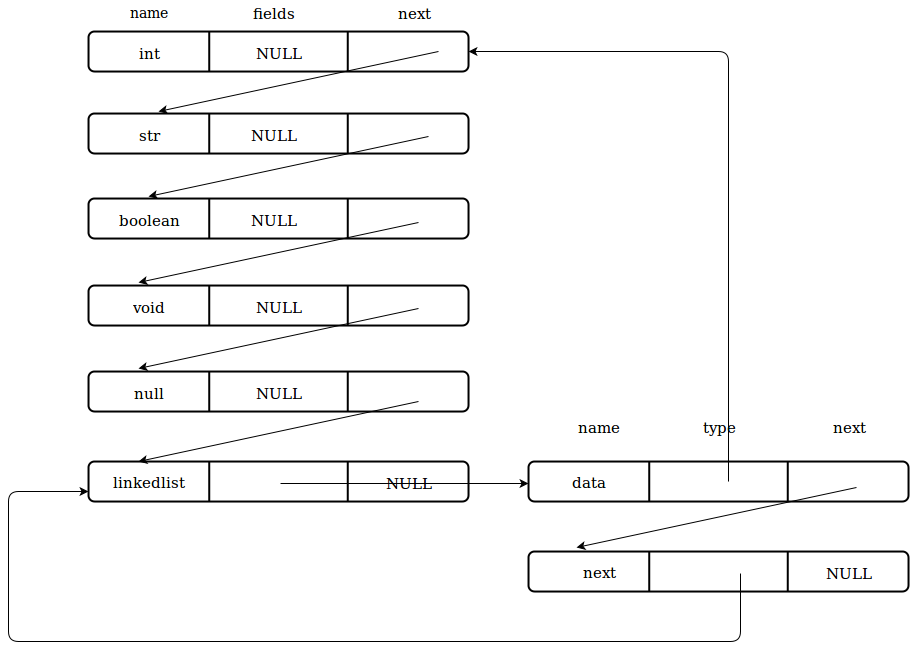 name fields next
int NULL
str NULL
boolean NULL
void NULL
null NULL
name type next
linkedlist NULL data
next NULL